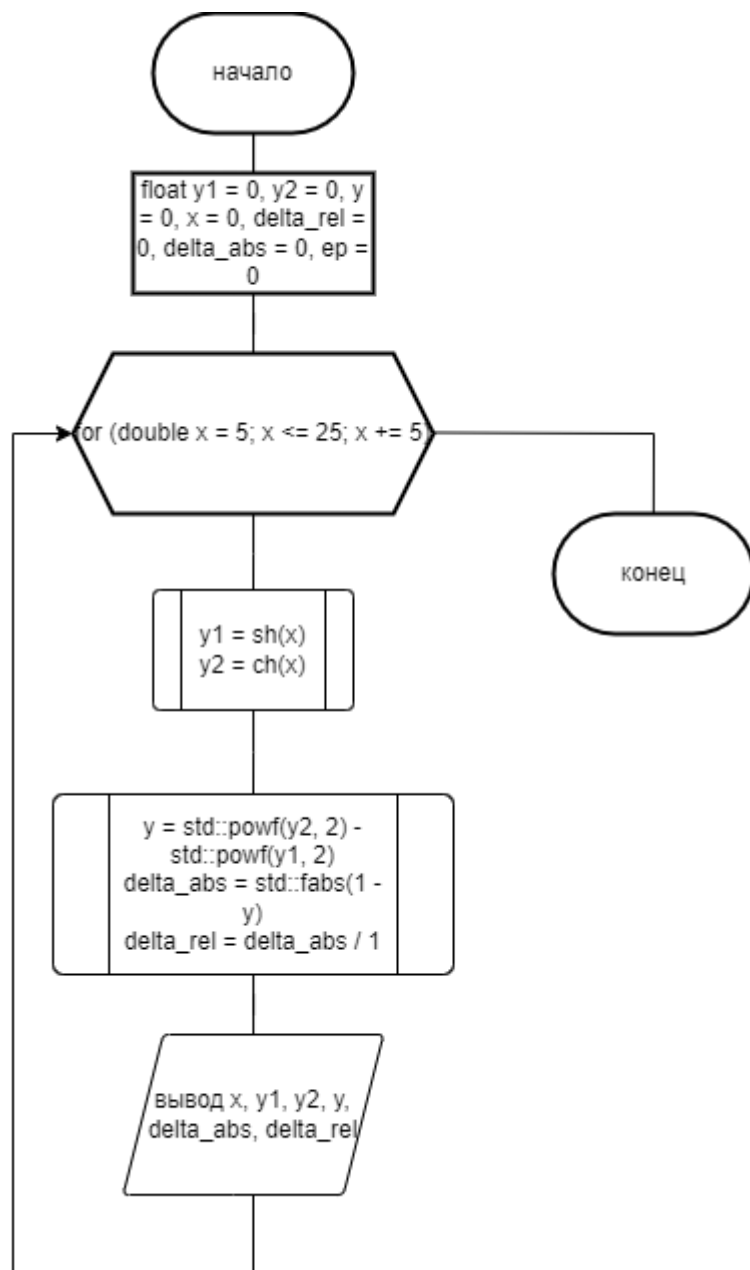 начало
float y1 = 0, y2 = 0, y
= 0, x = 0, delta_rel =
0, delta_abs = 0, ep =
0
or (double x = 5; x <= 25; x += 5)
конец
y1 = sh(x)
y2 = ch(x)
y = std::powf(y2, 2) -
std::powf(y1, 2)
delta_abs = std::fabs(1 -
y)
delta_rel = delta_abs / 1
вывод x, y1, y2, y,
delta_abs, delta_rel